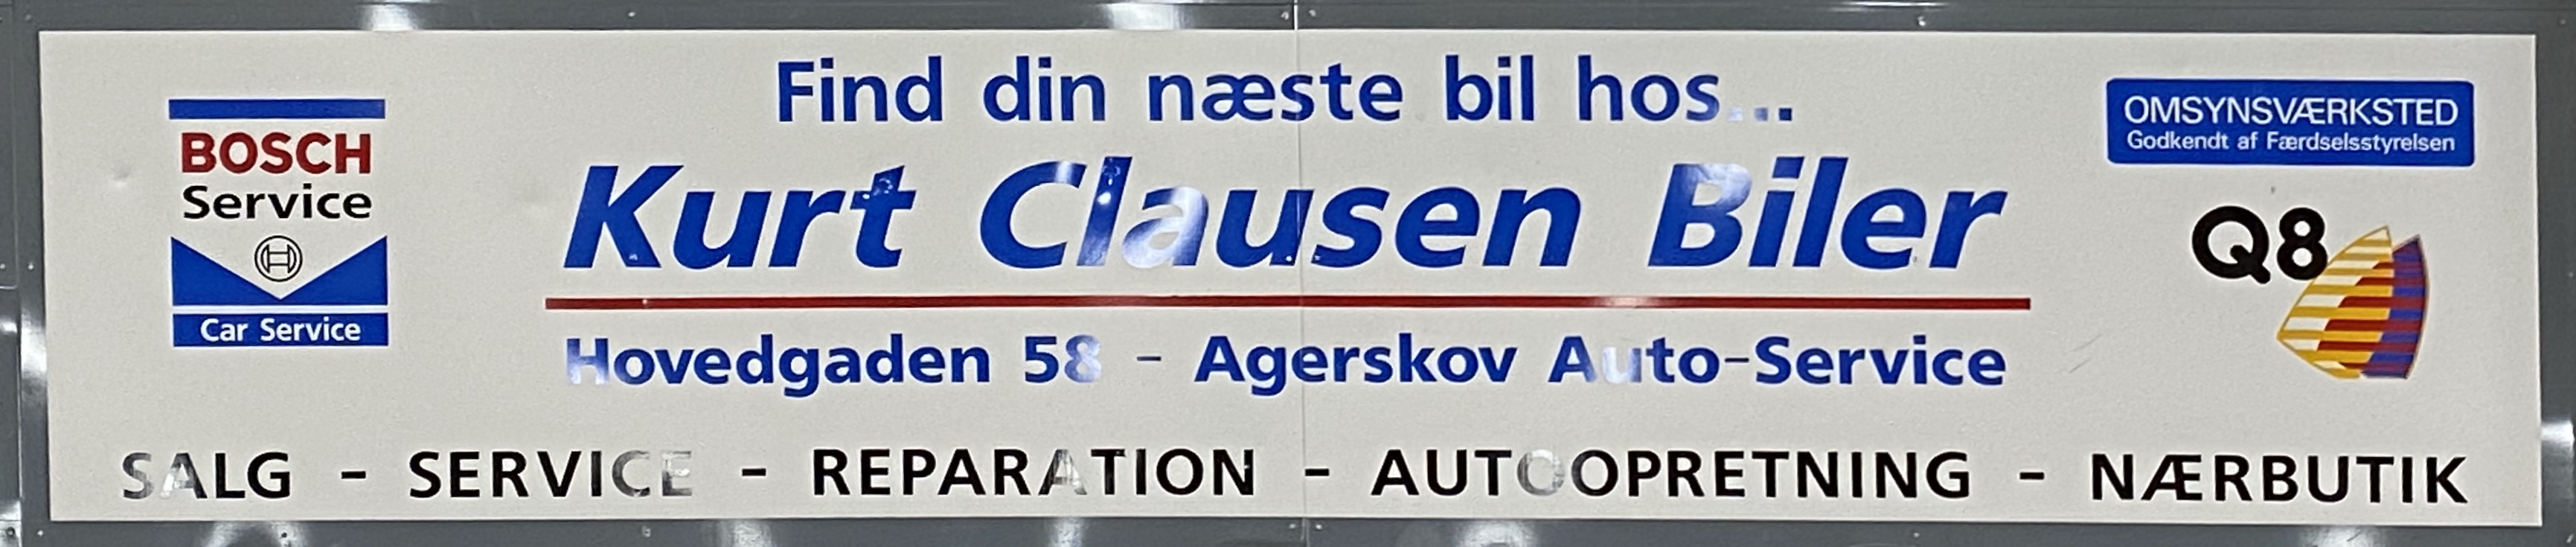 BOSCH
Service
Car Service
Find din næste bil hos...
Kurt Clausen Biler
Hovedgaden 58 - Agerskov Auto-Service
OMSYNSVÆRKSTED
Godkendt af Færdselsstyrelsen
Q8
SALG - SERVICE - REPARATION - AUTOOPRETNING - NÆRBUTIK